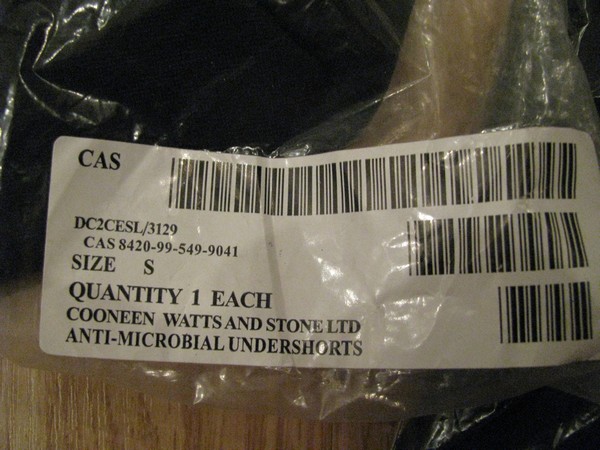 CAS
DC2CESL/3129
CAS 8420-99-549-9041
SIZE S
QUANTITY 1 EACH
COONEEN WATTS AND STONE LTD
ANTI-MICROBIAL UNDERSHORTS